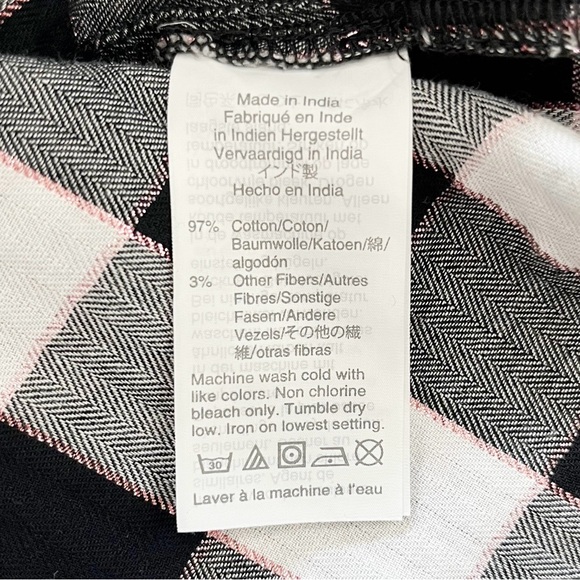 Made in India
Fabriqué en Inde
in Indien Hergestellt
Vervaardigd in India
インド製
Hecho en India
97% Cotton/Coton/
Baumwolle/Katoen/綿/
algodón
3% Other Fibers/Autres
Fibres/Sonstige
Fasern/Andere
Vezels/その他の繊
維/otras fibras
Machine wash cold with
like colors. Non chlorine
bleach only. Tumble dry
low. Iron on lowest setting.
30
Laver à la machine à l'eau